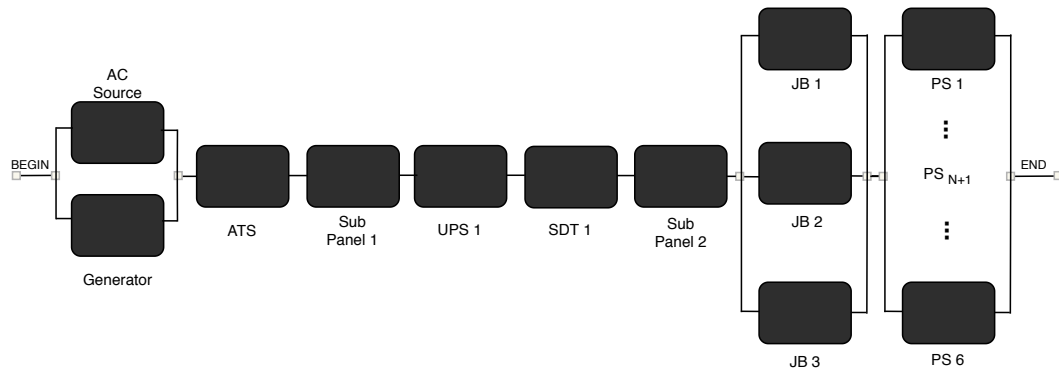 AC
Source
BEGIN
Generator
ATS
Sub
Panel 1
UPS 1
SDT 1
Sub
Panel 2
JB 1
JB 2
JB 3
PS 1
PS N+1
PS 6
END